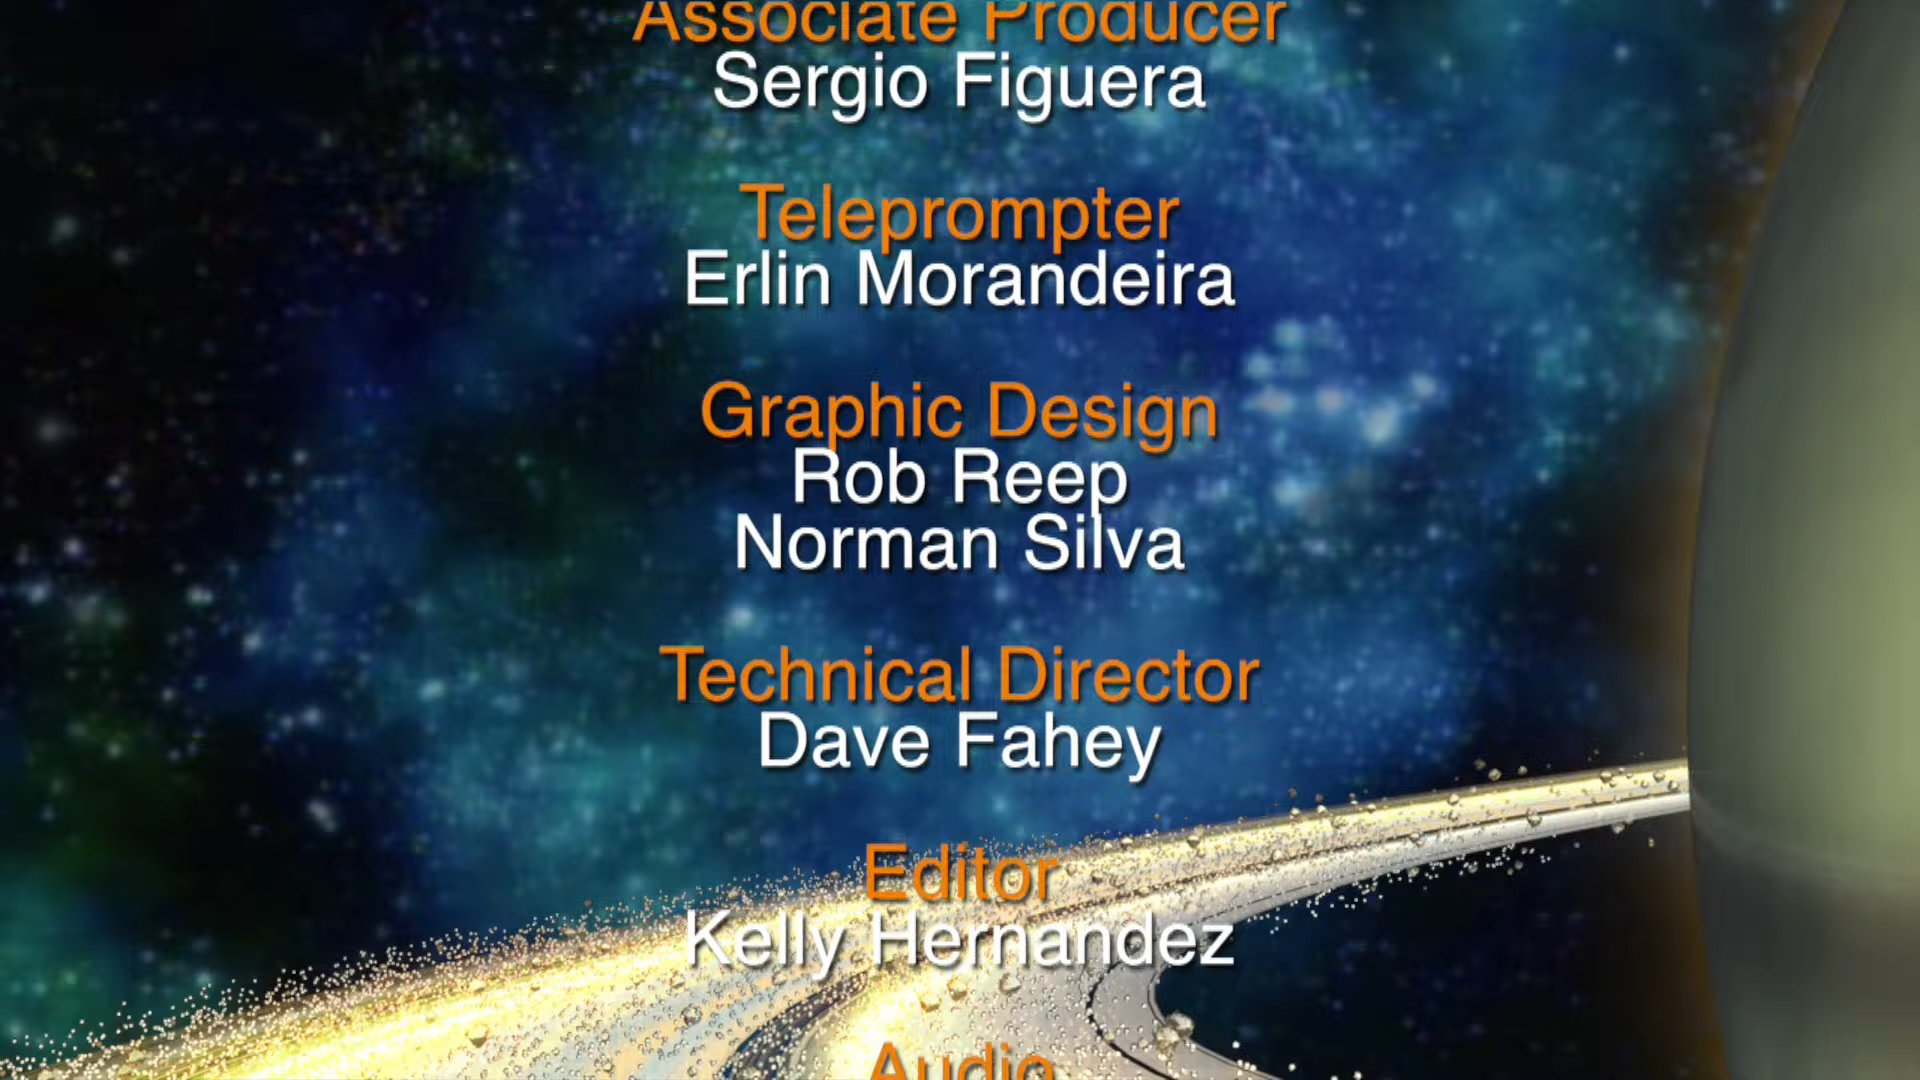 Associate Producer
Sergio Figuera
Teleprompter
Erlin Morandeira
Graphic Design
Rob Reep
Norman Silva
Technical Director
Dave Fahey
Editor
Kelly Hernandez
Audio